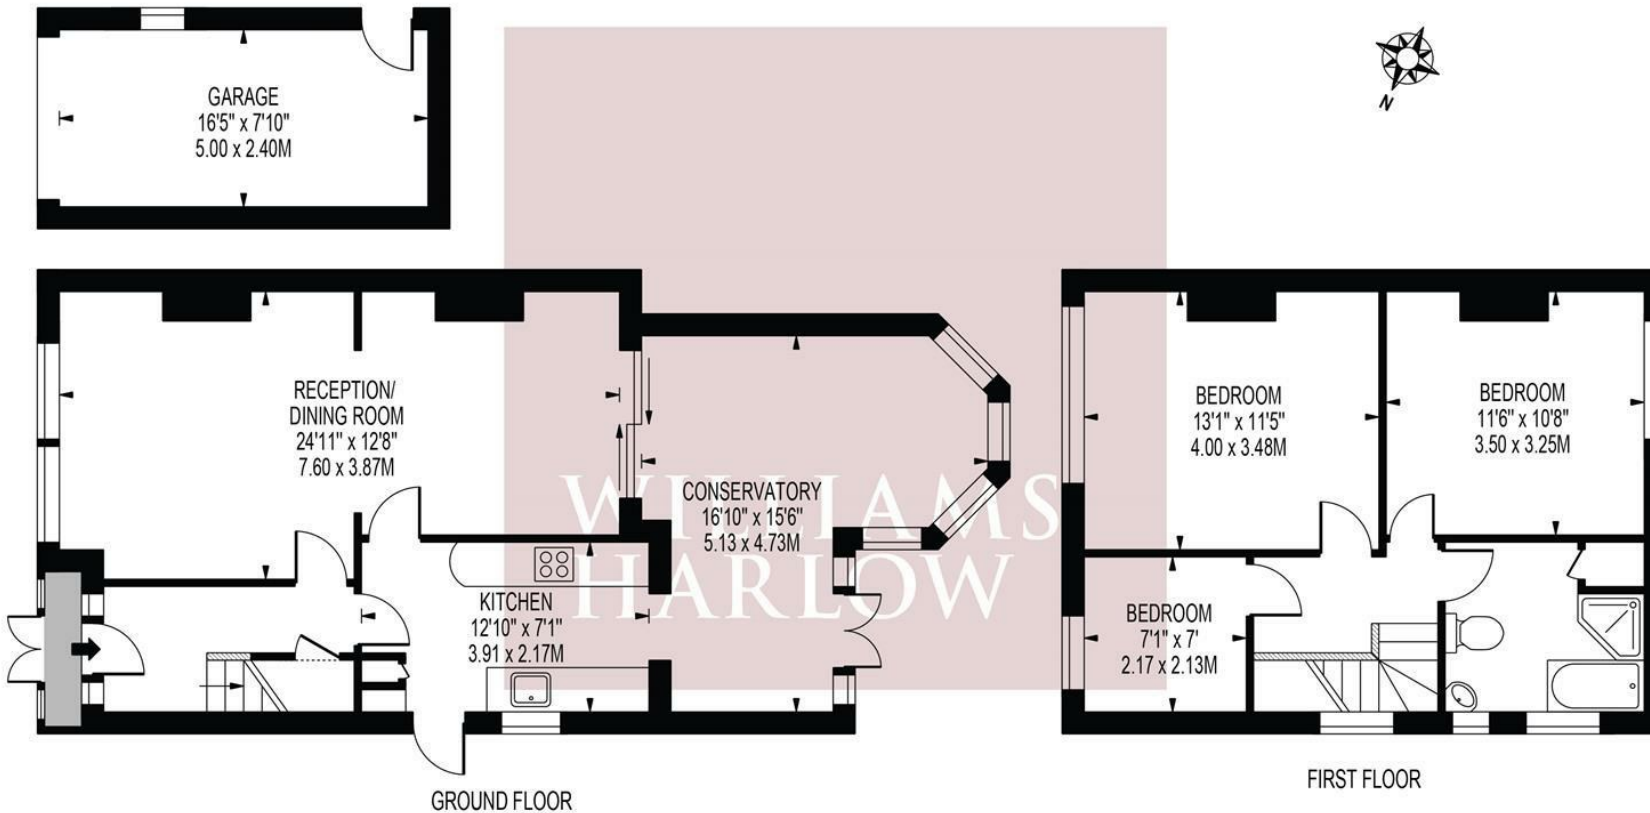 GARAGE
16'5" x 7'10"
5.00 x 2.40M
N
RECEPTION/
DINING ROOM
24'11" x 12'8"
7.60 x 3.87M
CONSERVATORY
16'10" x 15'6"
5.13 x 4.73M
KITCHEN
12'10" x 7'1"
3.91 x 2.17M
WILLIAMS
HARLOW
GROUND FLOOR
BEDROOM
13'1" x 11'5"
4.00 x 3.48M
BEDROOM
11'6" x 10'8"
3.50 x 3.25M
BEDROOM
7'1" x 7'
2.17 x 2.13M
FIRST FLOOR